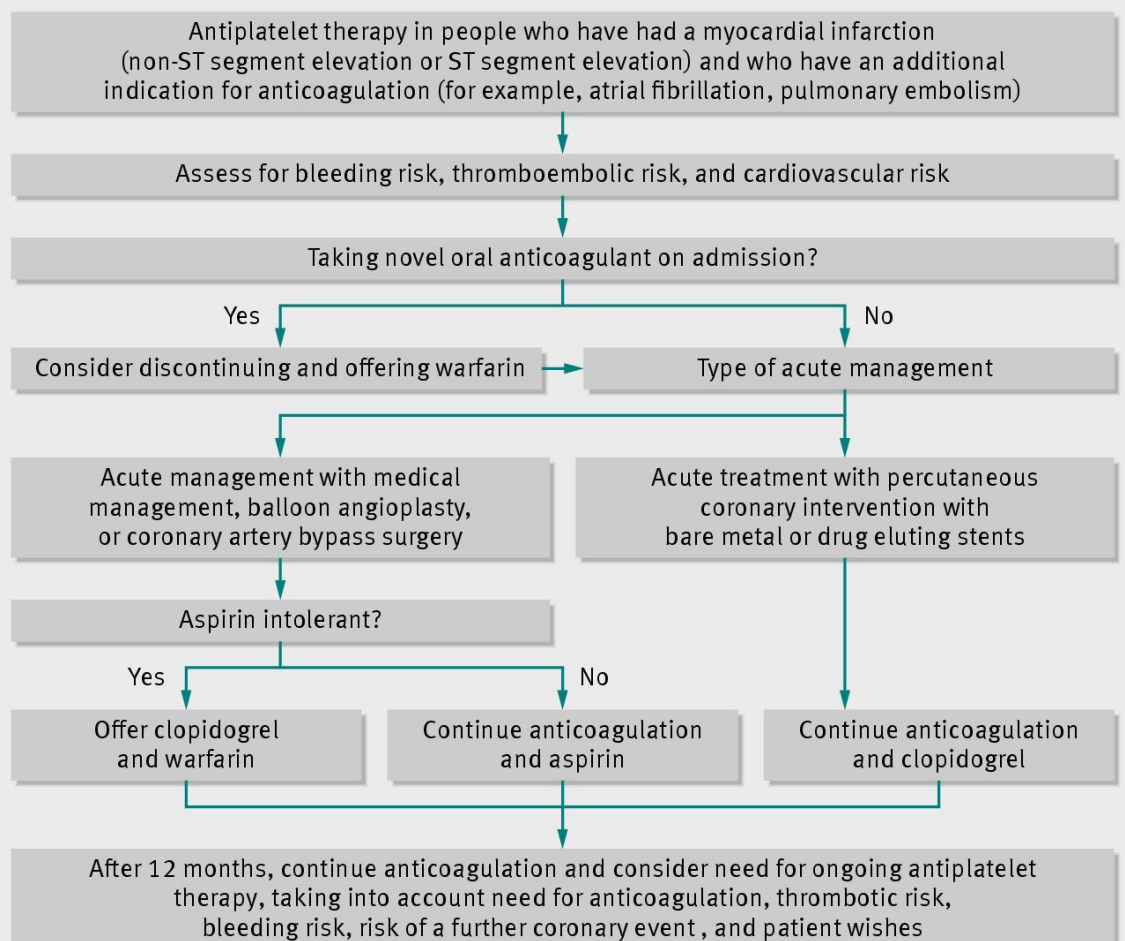 Antiplatelet therapy in people who have had a myocardial infarction
(non-ST segment elevation or ST segment elevation) and who have an additional
indication for anticoagulation (for example, atrial fibrillation, pulmonary embolism)
Assess for bleeding risk, thromboembolic risk, and cardiovascular risk
Taking novel oral anticoagulant on admission?
Yes
No
Consider discontinuing and offering warfarin
Type of acute management
Acute management with medical
management, balloon angioplasty,
or coronary artery bypass surgery
Acute treatment with percutaneous
coronary intervention with
bare metal or drug eluting stents
Aspirin intolerant?
Yes
No
Offer clopidogrel
and warfarin
Continue anticoagulation
and aspirin
Continue anticoagulation
and clopidogrel
After 12 months, continue anticoagulation and consider need for ongoing antiplatelet
therapy, taking into account need for anticoagulation, thrombotic risk,
bleeding risk, risk of a further coronary event , and patient wishes